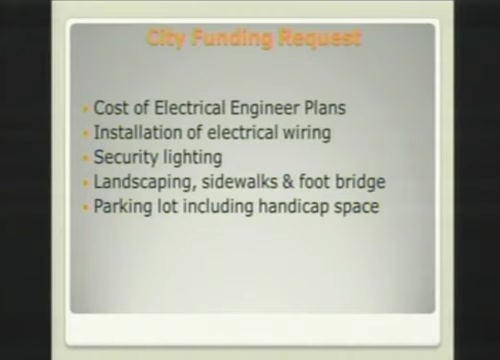 City Funding Request
Cost of Electrical Engineer Plans
Installation of electrical wiring
Security lighting
Landscaping, sidewalks & foot bridge
Parking lot including handicap space